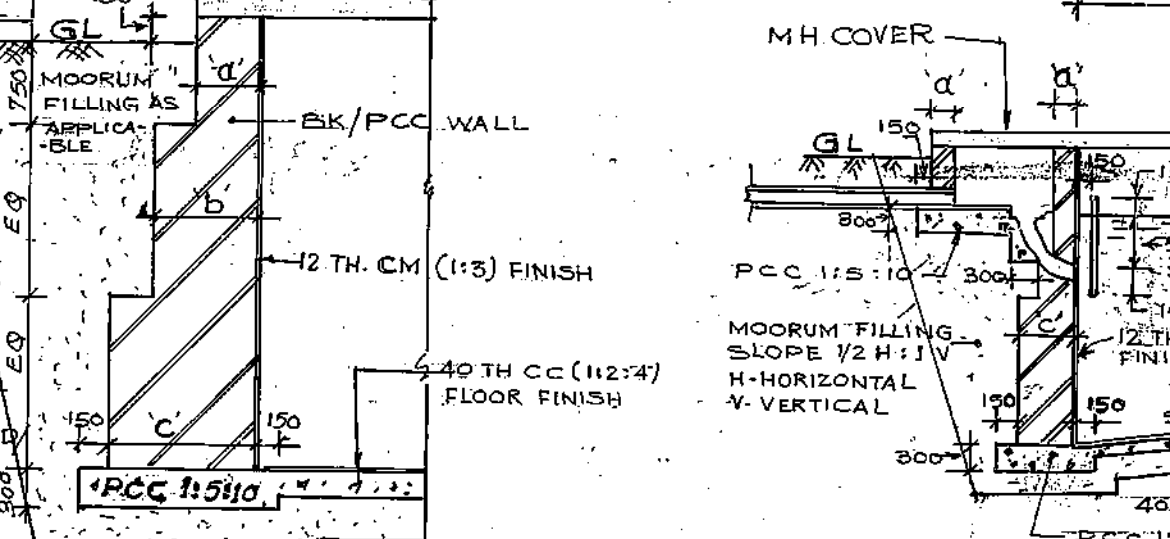 GL
MOORUM
FILLING AS
APPLICA-
-BLE
750
EQ
EQ
300
'a'
'b'
'c'
BK/PCC WALL
12 TH. CM (1:3) FINISH
40 TH CC (1:2:4)
FLOOR FINISH
150
150
PCC 1:5:10
MH COVER
'a'
'a'
GL
150
150
300
PCC 1:5:10
300
MOORUM FILLING
SLOPE 1/2 H : 1 V
H-HORIZONTAL
V-VERTICAL
'c'
12 TH
FINI
150
150
300
40